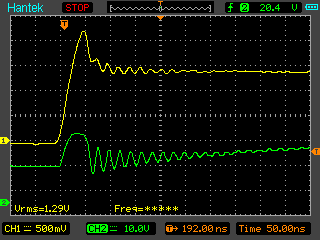 Hantek STOP T 2 20.4 V
T
1
T
2
Vrms=1.29V Freq=*****
CH1 500mV CH2 10.0V T 192.00ns Time 50.00ns